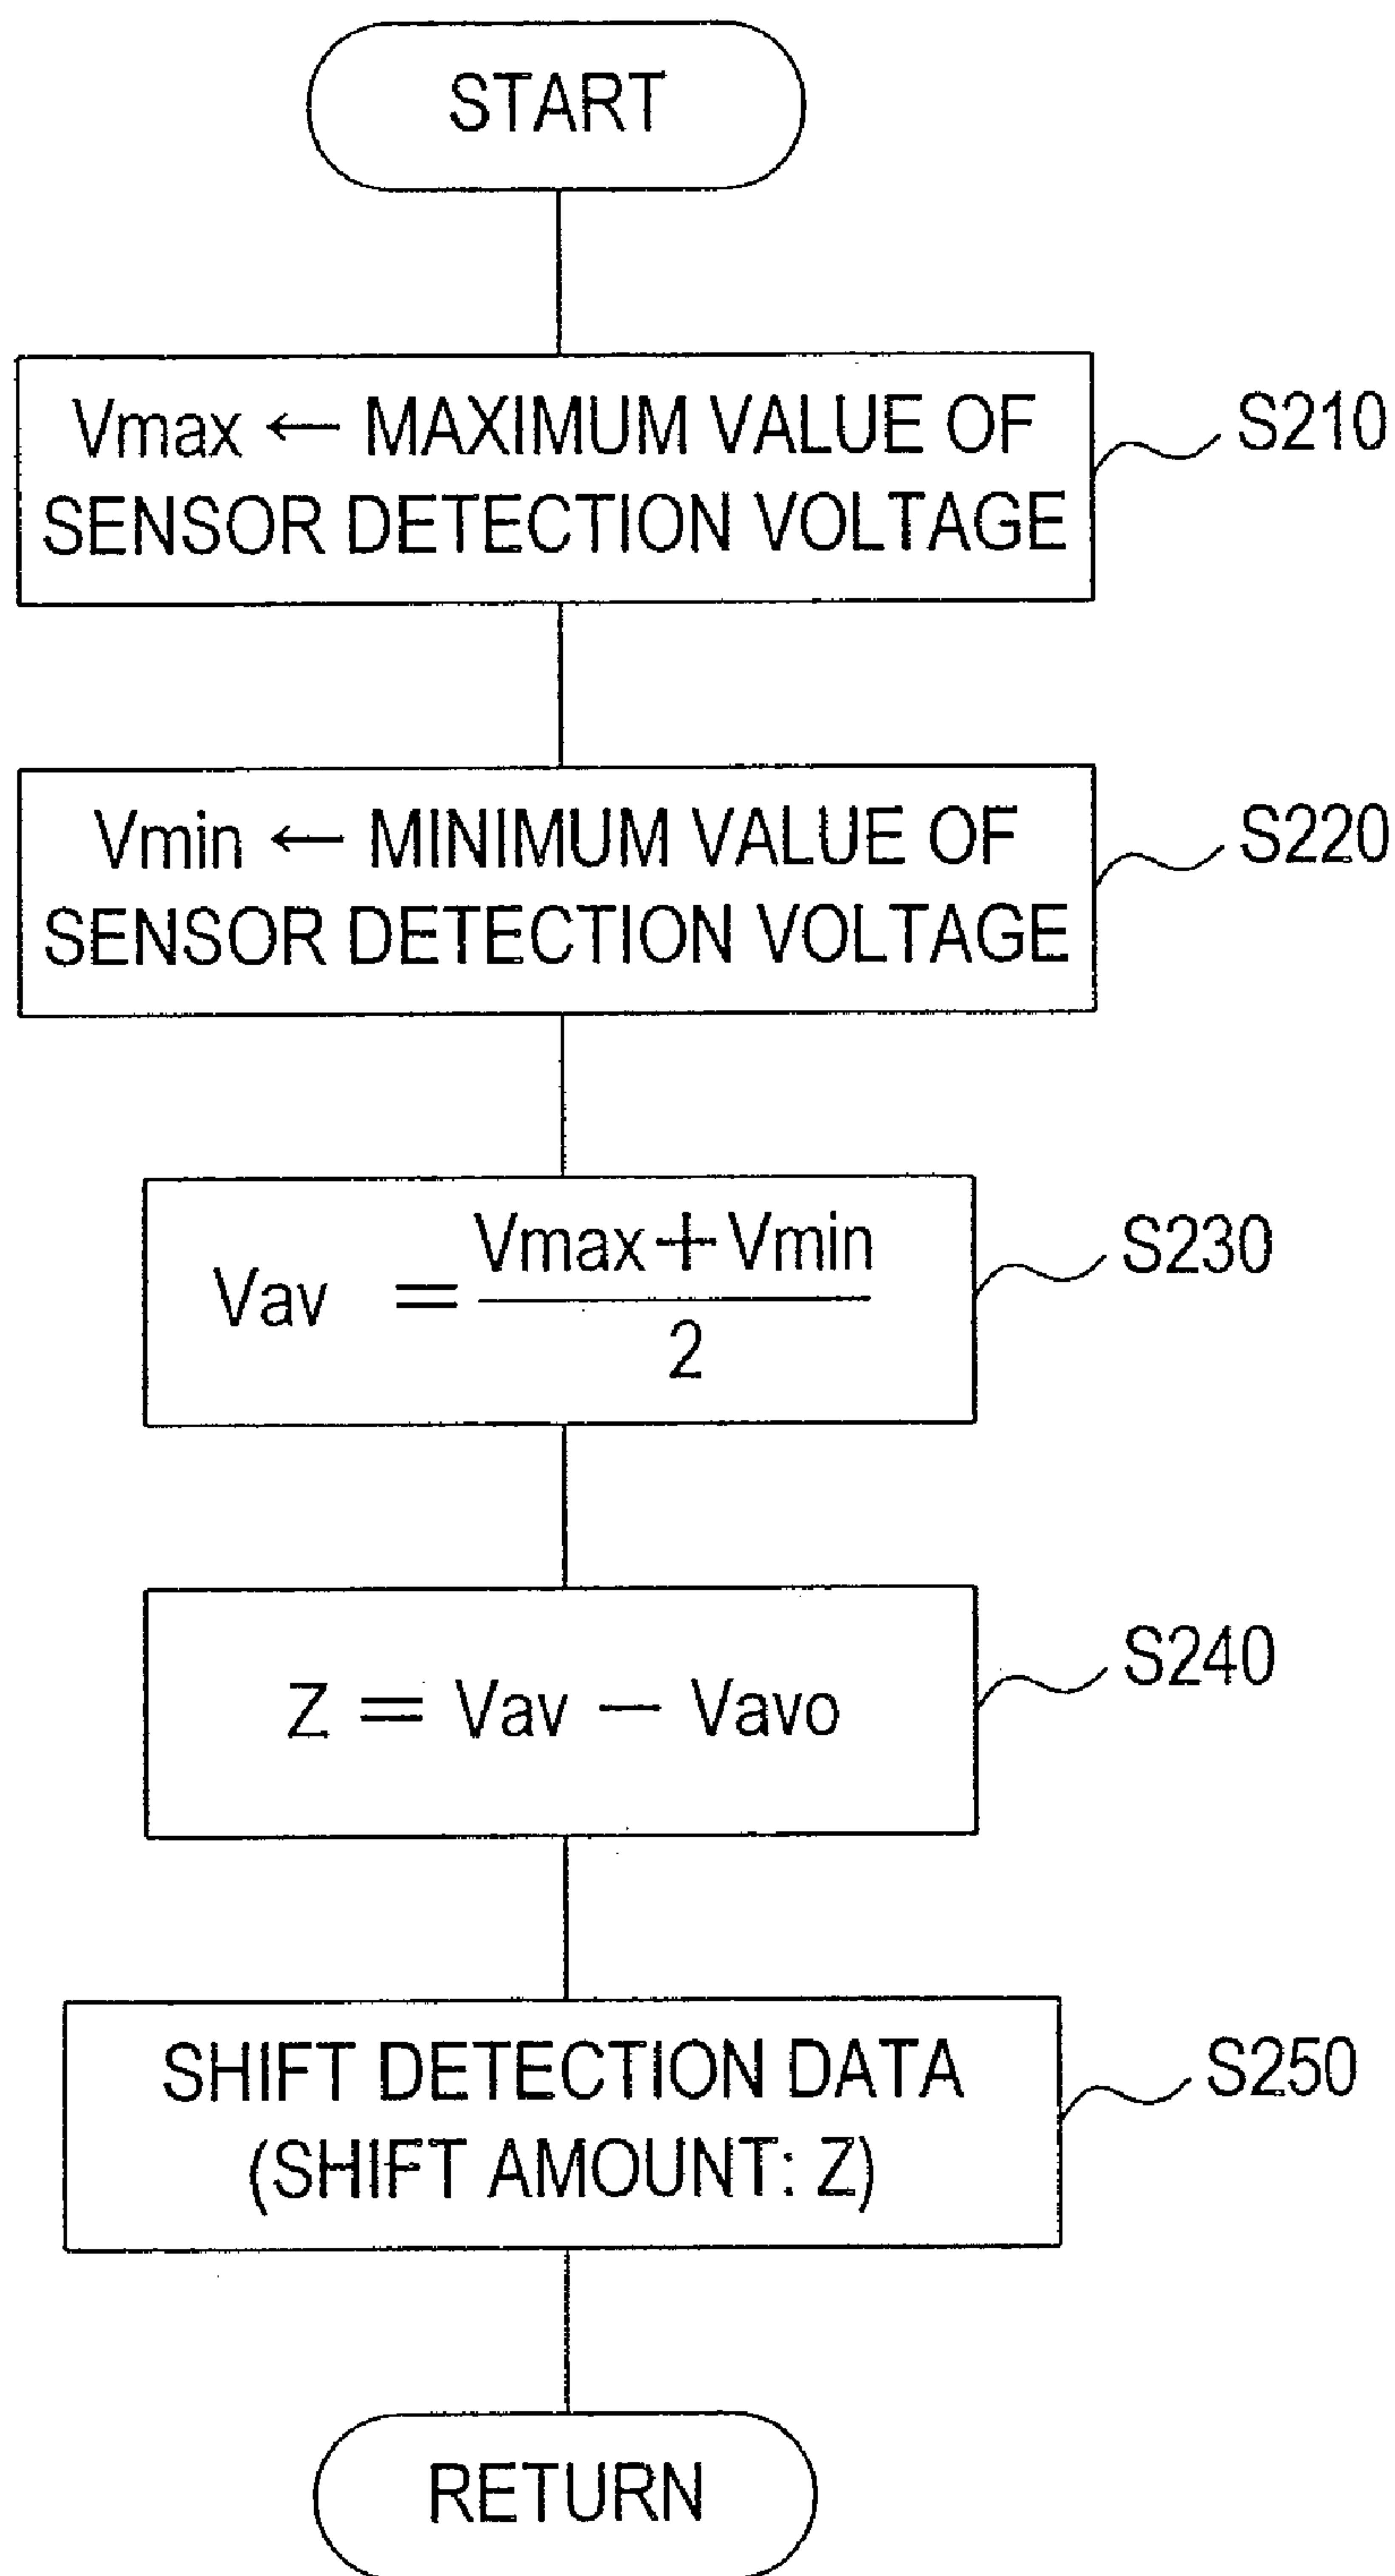 START
Vmax ← MAXIMUM VALUE OF
SENSOR DETECTION VOLTAGE
S210
Vmin ← MINIMUM VALUE OF
SENSOR DETECTION VOLTAGE
S220
Vav = Vmax + Vmin
2
S230
Z = Vav − Vavo
S240
SHIFT DETECTION DATA
(SHIFT AMOUNT: Z)
S250
RETURN